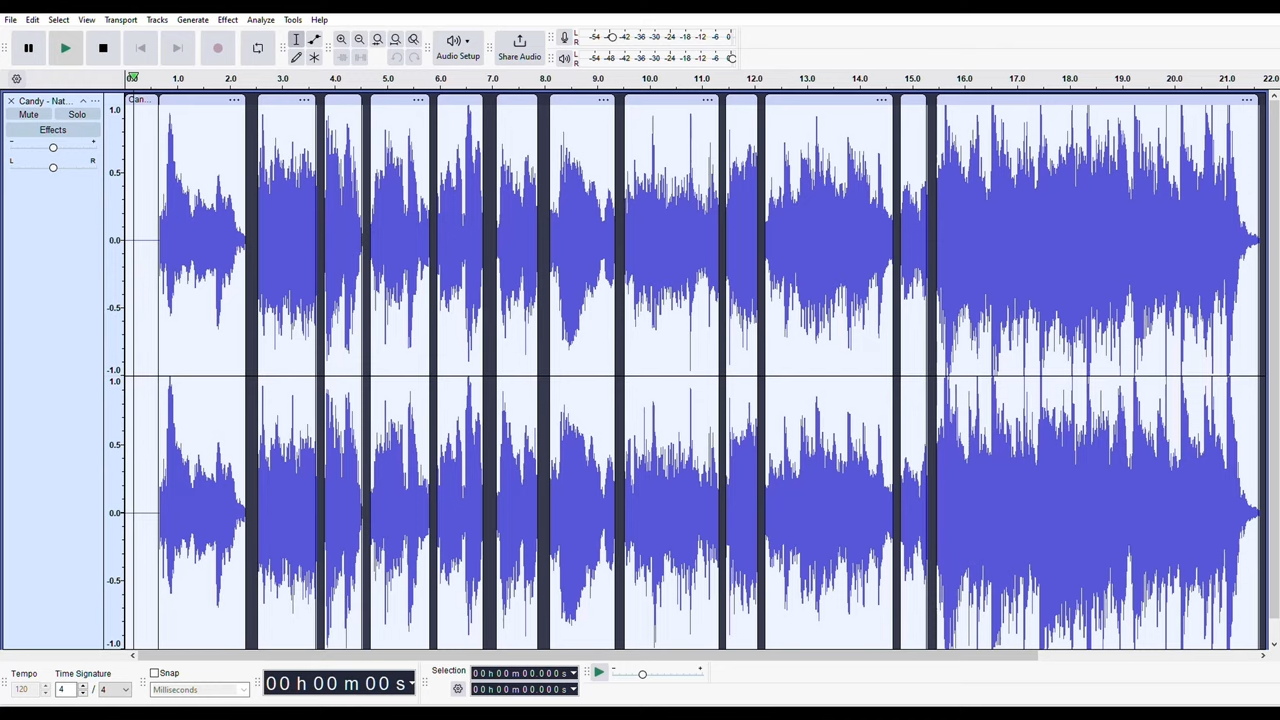 File Edit Select View Transport Tracks Generate Effect Analyze Tools Help
Audio Setup Share Audio
L R -54 -42 -36 -30 -24 -18 -12 -6 0
L R -54 -48 -42 -36 -30 -24 -18 -12 -6
0.0 1.0 2.0 3.0 4.0 5.0 6.0 7.0 8.0 9.0 10.0 11.0 12.0 13.0 14.0 15.0 16.0 17.0 18.0 19.0 20.0 21.0 22.0
Candy - Nat...
Can...
Mute Solo
Effects
- +
L R
1.0
0.5
0.0
-0.5
-1.0
1.0
0.5
0.0
-0.5
-1.0
Tempo
120
Time Signature
4 / 4
Snap
Milliseconds
00 h 00 m 00 s
Selection
00 h 00 m 00.000 s
00 h 00 m 00.000 s
- +